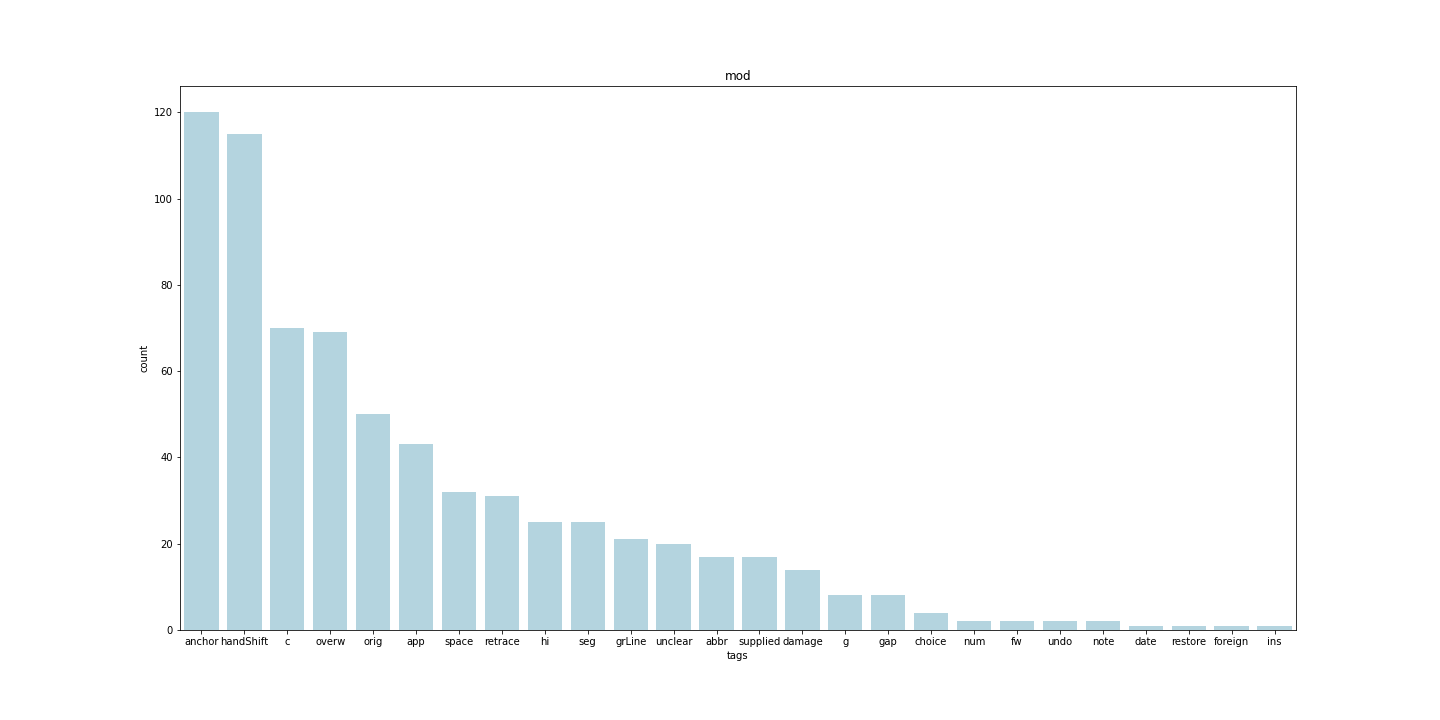 mod
120
100
80
60
40
20
0
count
anchor handShift c overw orig app space retrace hi seg grLine unclear abbr supplied damage g gap choice num fw undo note date restore foreign ins
tags